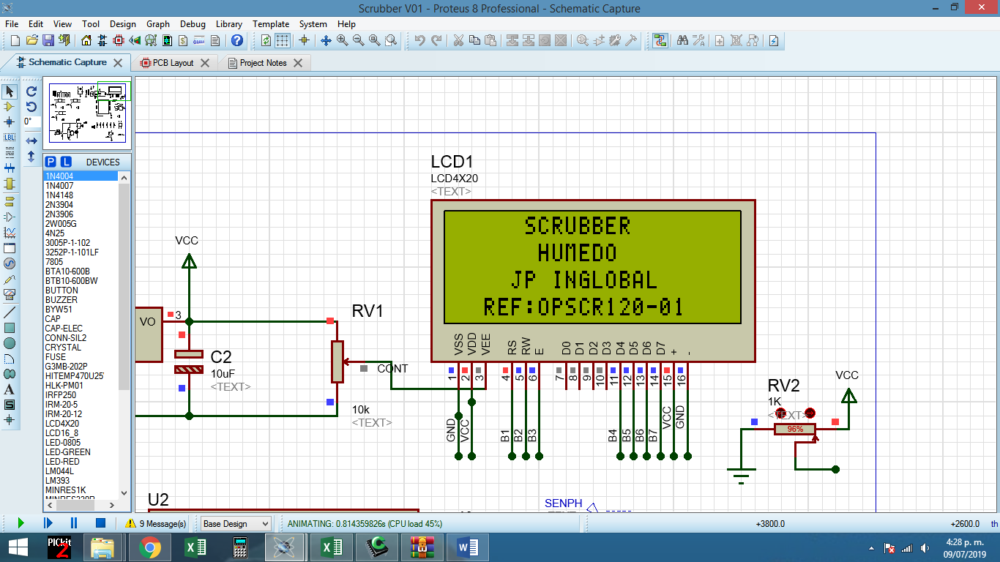 Scrubber V01 - Proteus 8 Professional - Schematic Capture
File Edit View Tool Design Graph Debug Library Template System Help
Schematic Capture
PCB Layout
Project Notes
0°
LBL
A
S
P L DEVICES
1N4004
1N4007
1N4148
2N3904
2N3906
2W005G
4N25
3005P-1-102
3252P-1-101LF
7805
BTA10-600B
BTB10-600BW
BUTTON
BUZZER
BYW51
CAP
CAP-ELEC
CONN-SIL2
CRYSTAL
FUSE
G3MB-202P
HITEMP470U25
HLK-PM01
IRFP250
IRM-20-5
IRM-20-12
LCD4X20
LCD16_8
LED-0805
LED-GREEN
LED-RED
LM044L
LM393
MINRES1K
LCD1
LCD4X20
<TEXT>
SCRUBBER
HUMEDO
JP INGLOBAL
REF:OPSCR120-01
VSS VDD VEE RS RW E D0 D1 D2 D3 D4 D5 D6 D7 + -
1 2 3 4 5 6 7 8 9 10 11 12 13 14 15 16
GND VCC B1 B2 B3 B4 B5 B6 B7 VCC GND
VCC
VO
3
C2
10uF
<TEXT>
RV1
CONT
10k
<TEXT>
RV2
1K
<TEXT>
96%
VCC
U2
SENPH
9 Message(s)
Base Design
ANIMATING: 0.814359826s (CPU load 45%)
+3800.0
+2600.0
th
PICkit
2
4:28 p. m.
09/07/2019